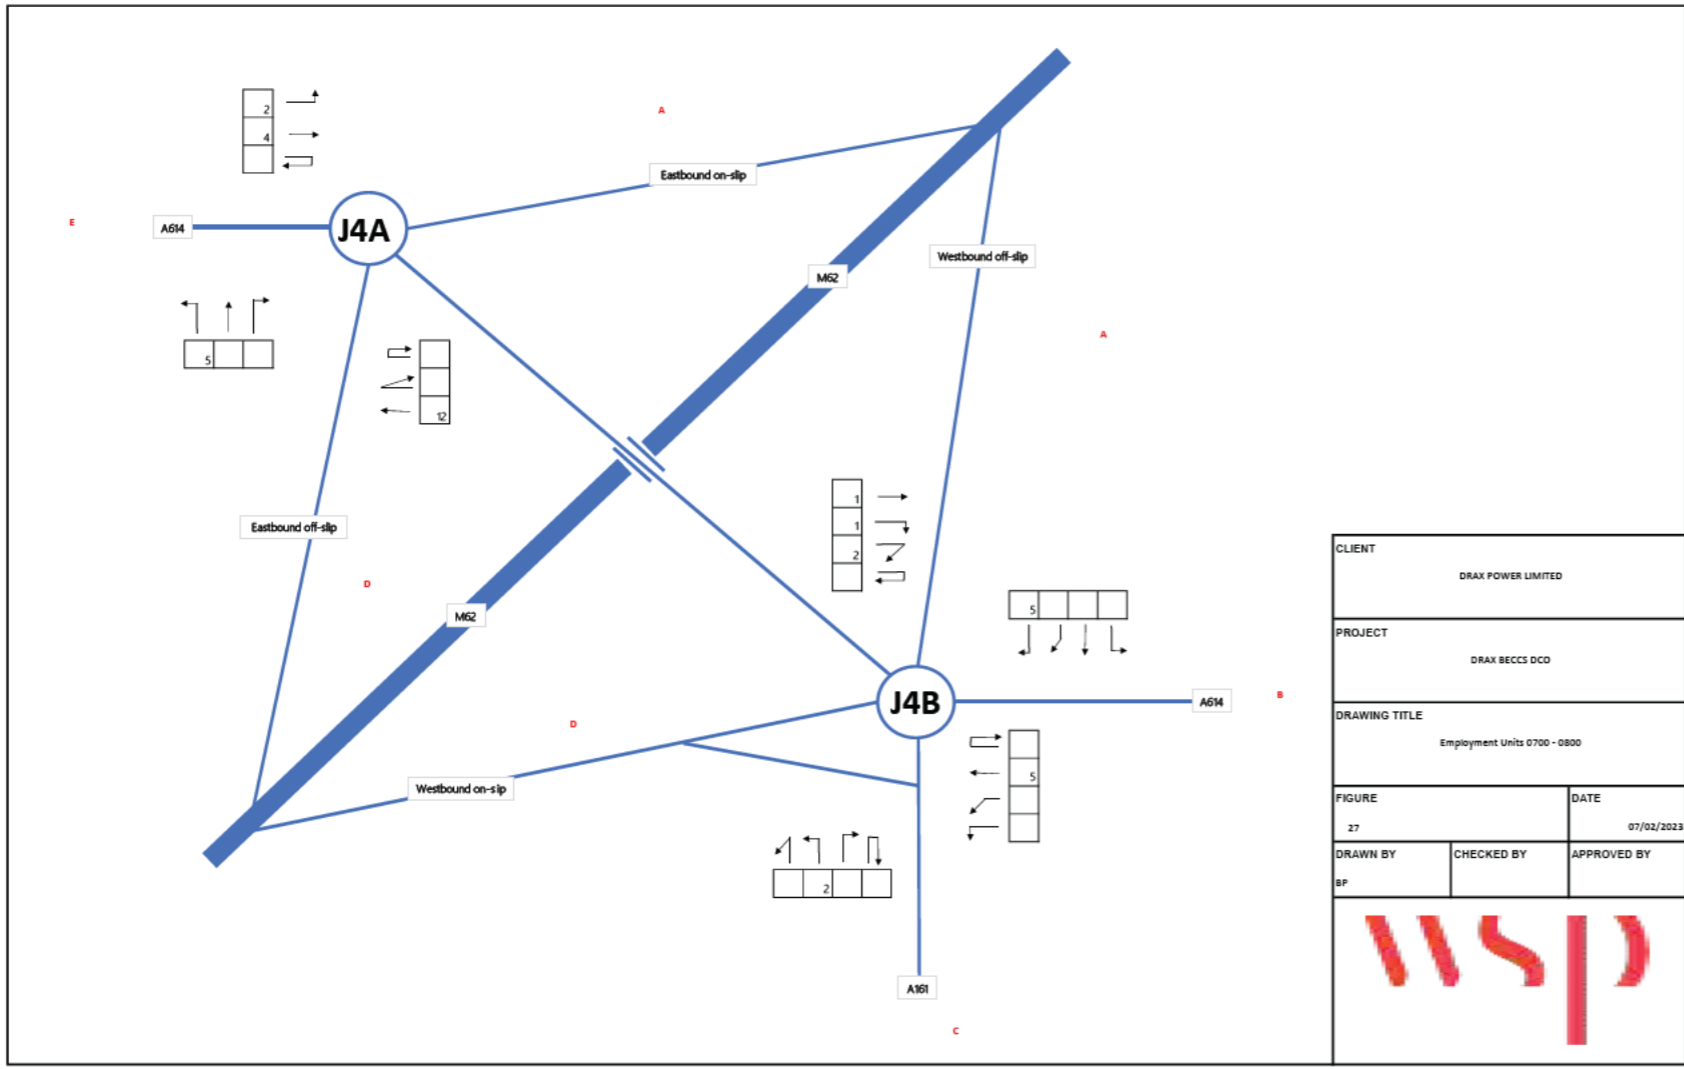 2
4
A
Eastbound on-slip
E
A614
J4A
Westbound off-slip
M62
A
5
12
1
1
2
Eastbound off-slip
D
M62
5
J4B
A614
B
D
Westbound on-slip
5
2
A161
C
CLIENT
DRAX POWER LIMITED
PROJECT
DRAX BECCS DCO
DRAWING TITLE
Employment Units 0700 - 0800
FIGURE
27
DATE
07/02/2023
DRAWN BY
BP
CHECKED BY
APPROVED BY
wsp